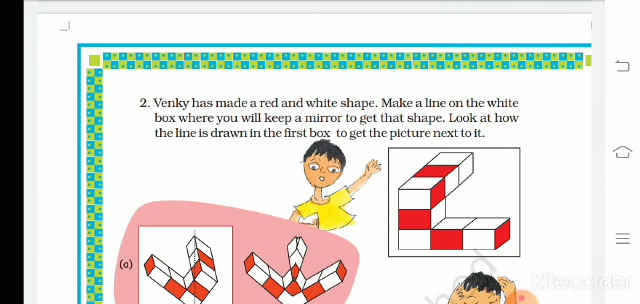 2. Venky has made a red and white shape. Make a line on the white
box where you will keep a mirror to get that shape. Look at how
the line is drawn in the first box to get the picture next to it.
(a)
XRecorder